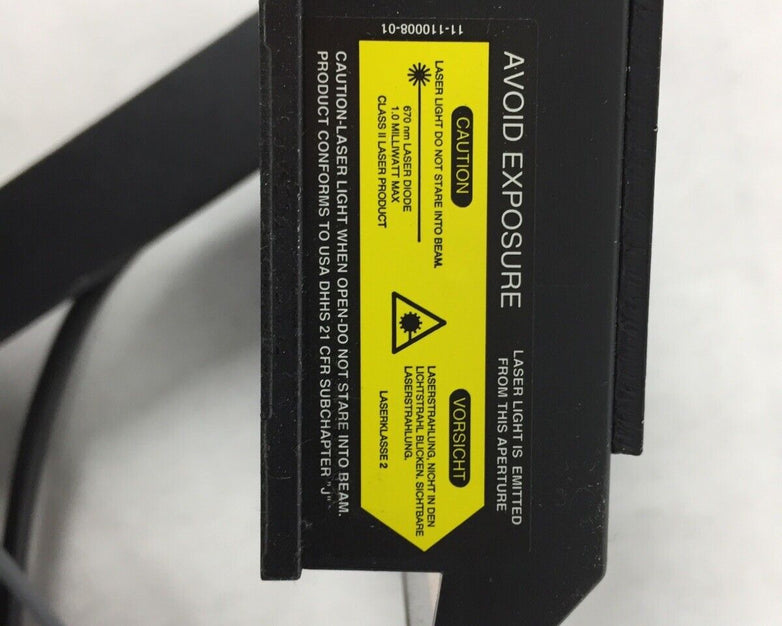 AVOID EXPOSURE
LASER LIGHT IS EMITTED
FROM THIS APERTURE
CAUTION
LASER LIGHT DO NOT STARE INTO BEAM.
670 nm LASER DIODE
1.0 MILLIWATT MAX
CLASS II LASER PRODUCT
VORSICHT
LASERSTRAHLUNG, NICHT IN DEN
LICHTSTRAHL BLICKEN. SICHTBARE
LASERSTRAHLUNG.
LASERKLASSE 2
CAUTION-LASER LIGHT WHEN OPEN-DO NOT STARE INTO BEAM.
PRODUCT CONFORMS TO USA DHHS 21 CFR SUBCHAPTER "J"
11-110008-01